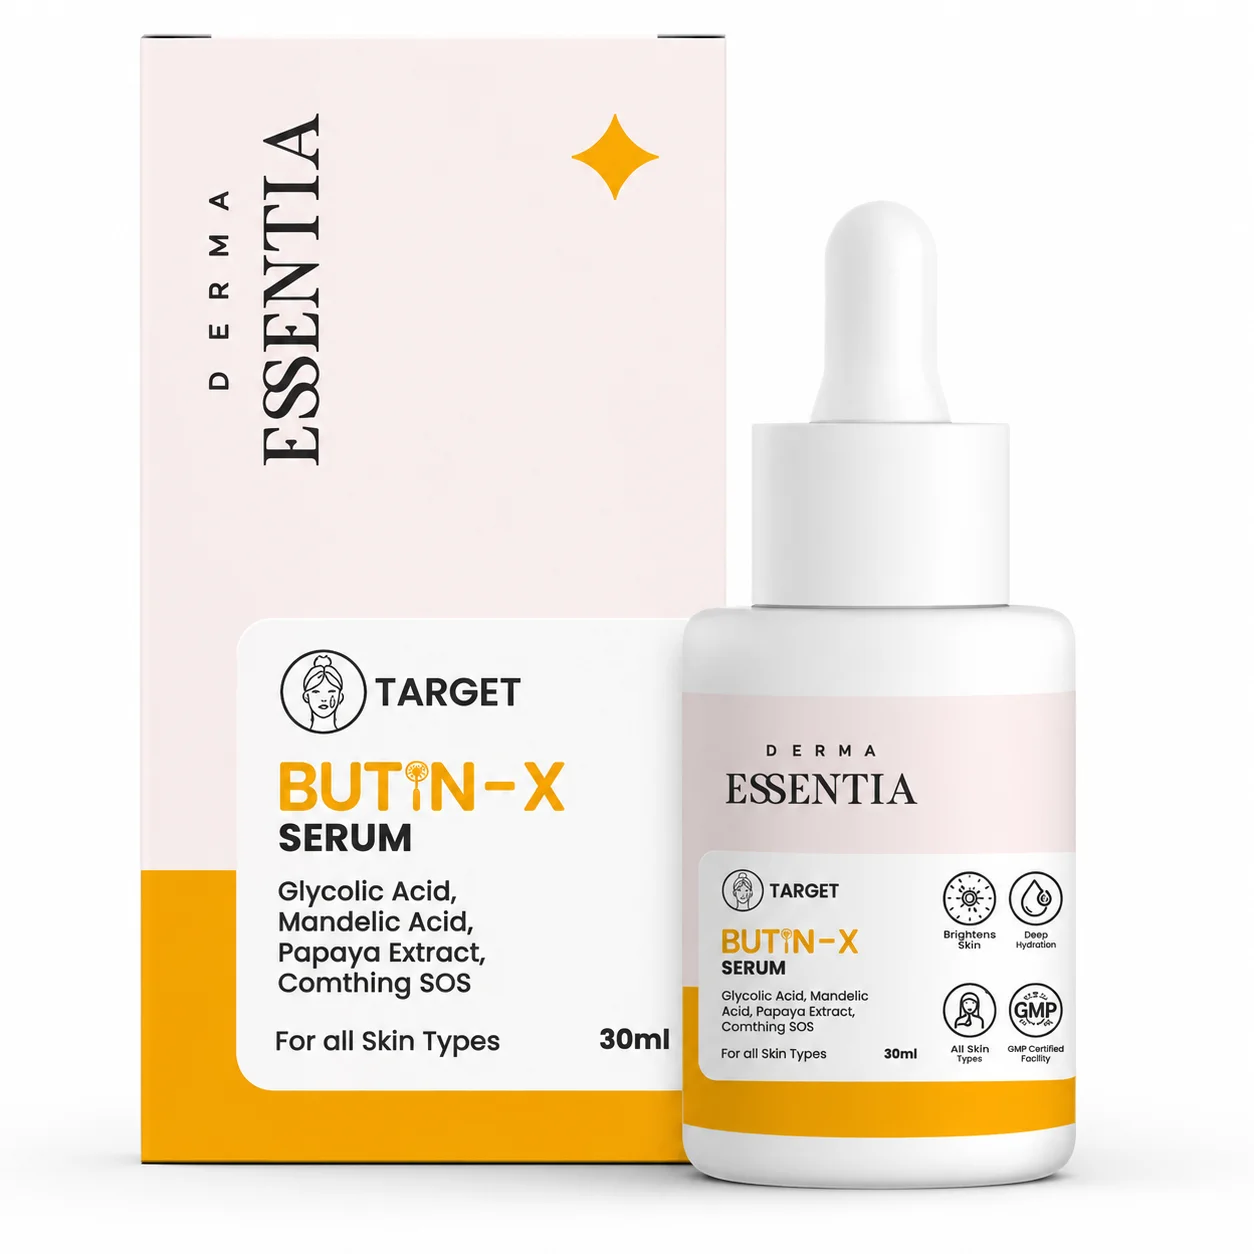 DERMA
ESSENTIA
TARGET
BUTIN-X
SERUM
Glycolic Acid,
Mandelic Acid,
Papaya Extract,
Comthing SOS
For all Skin Types
30ml
DERMA
ESSENTIA
TARGET
BUTIN-X
SERUM
Glycolic Acid, Mandelic
Acid, Papaya Extract,
Comthing SOS
For all Skin Types
30ml
Brightens
Skin
Deep
Hydration
All Skin
Types
GMP
GMP Certified
Facility